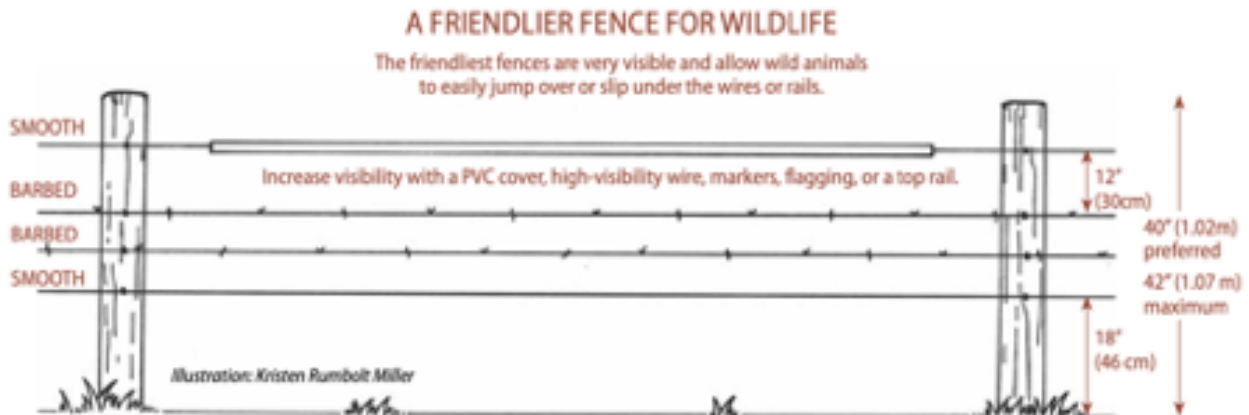 A FRIENDLIER FENCE FOR WILDLIFE
The friendliest fences are very visible and allow wild animals
to easily jump over or slip under the wires or rails.
SMOOTH
Increase visibility with a PVC cover, high-visibility wire, markers, flagging, or a top rail.
12"
(30cm)
BARBED
BARBED
40" (1.02m)
preferred
SMOOTH
42" (1.07 m)
maximum
18"
(46 cm)
Illustration: Kristen Rumbolt Miller